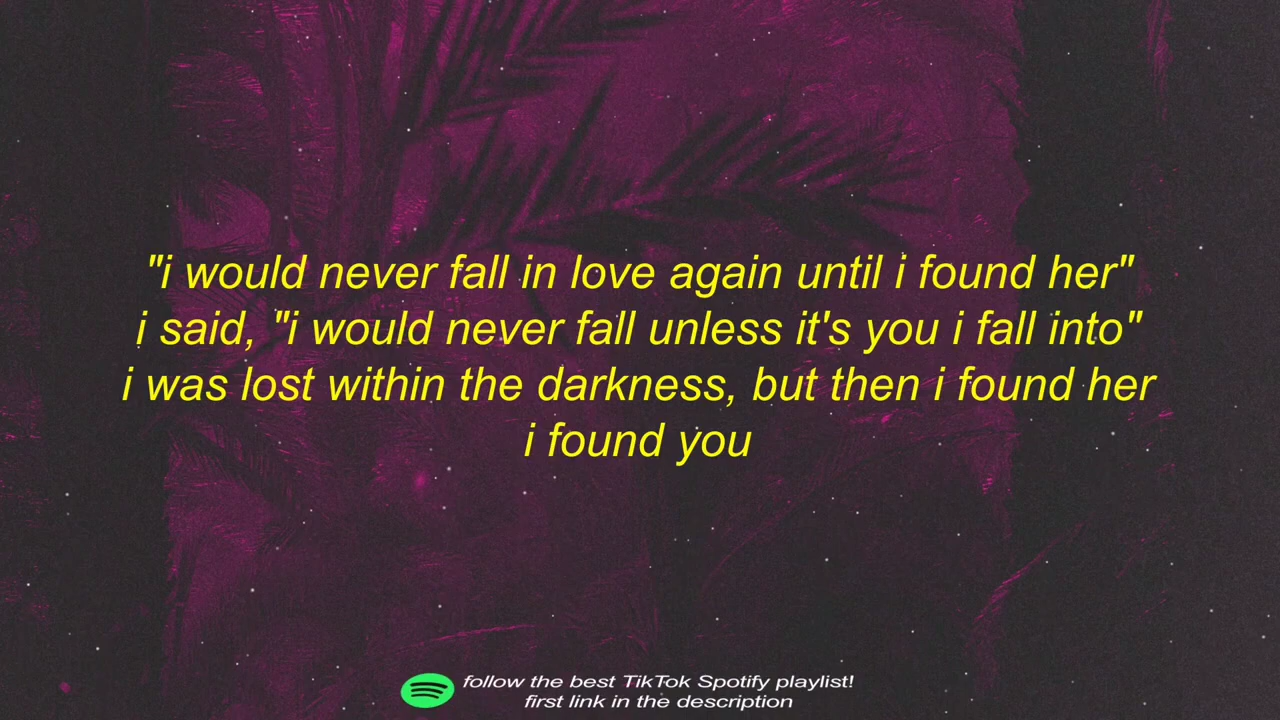 "i would never fall in love again until i found her"
i said, "i would never fall unless it's you i fall into"
i was lost within the darkness, but then i found her
i found you
follow the best TikTok Spotify playlist!
first link in the description